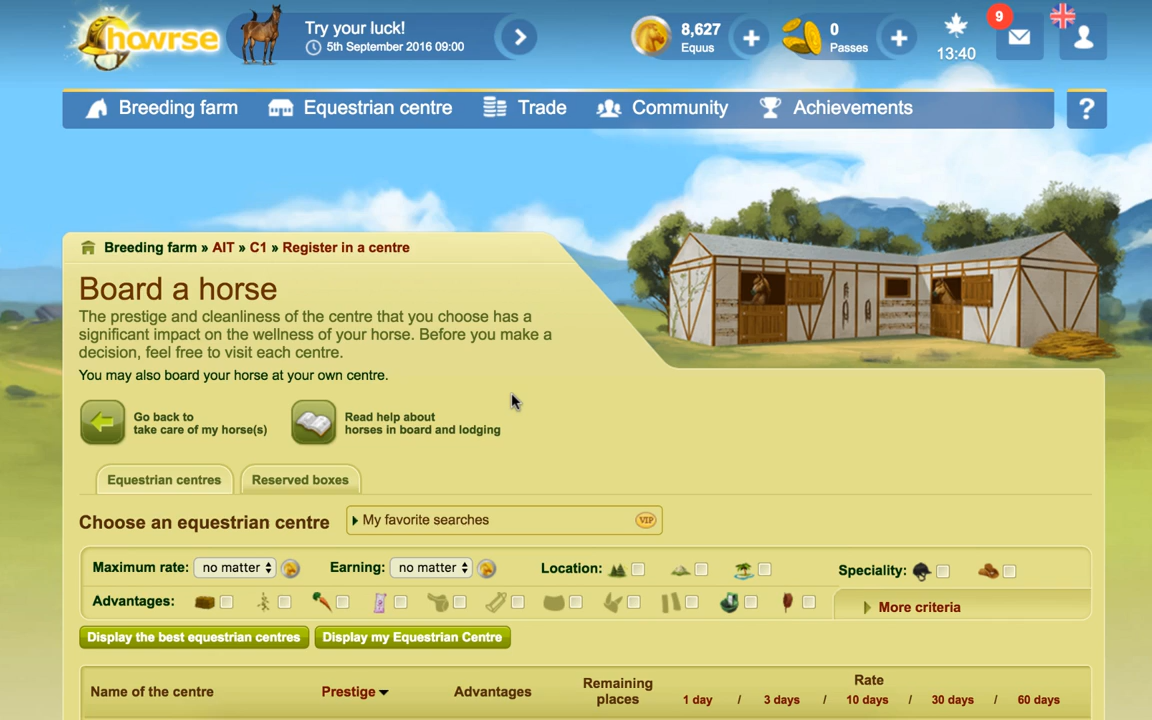 howrse
Try your luck!
5th September 2016 09:00
8,627
Equus
0
Passes
13:40
9
Breeding farm
Equestrian centre
Trade
Community
Achievements
?
Breeding farm » AIT » C1 » Register in a centre
Board a horse
The prestige and cleanliness of the centre that you choose has a
significant impact on the wellness of your horse. Before you make a
decision, feel free to visit each centre.
You may also board your horse at your own centre.
Go back to
take care of my horse(s)
Read help about
horses in board and lodging
Equestrian centres
Reserved boxes
Choose an equestrian centre
My favorite searches
VIP
Maximum rate: no matter
Earning: no matter
Location:
Speciality:
Advantages:
More criteria
Display the best equestrian centres
Display my Equestrian Centre
Name of the centre
Prestige
Advantages
Remaining
places
Rate
1 day / 3 days / 10 days / 30 days / 60 days